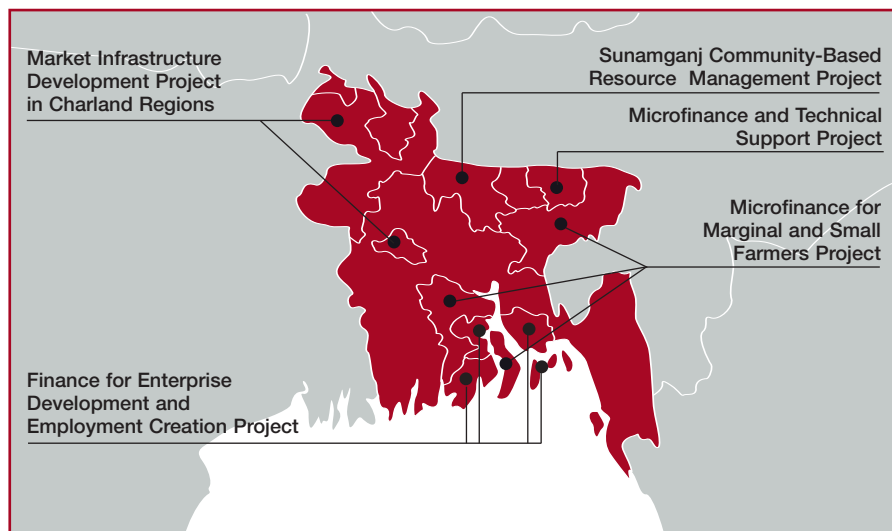 Market Infrastructure
Development Project
in Charland Regions
Sunamganj Community-Based
Resource Management Project
Microfinance and Technical
Support Project
Microfinance for
Marginal and Small
Farmers Project
Finance for Enterprise
Development and
Employment Creation Project